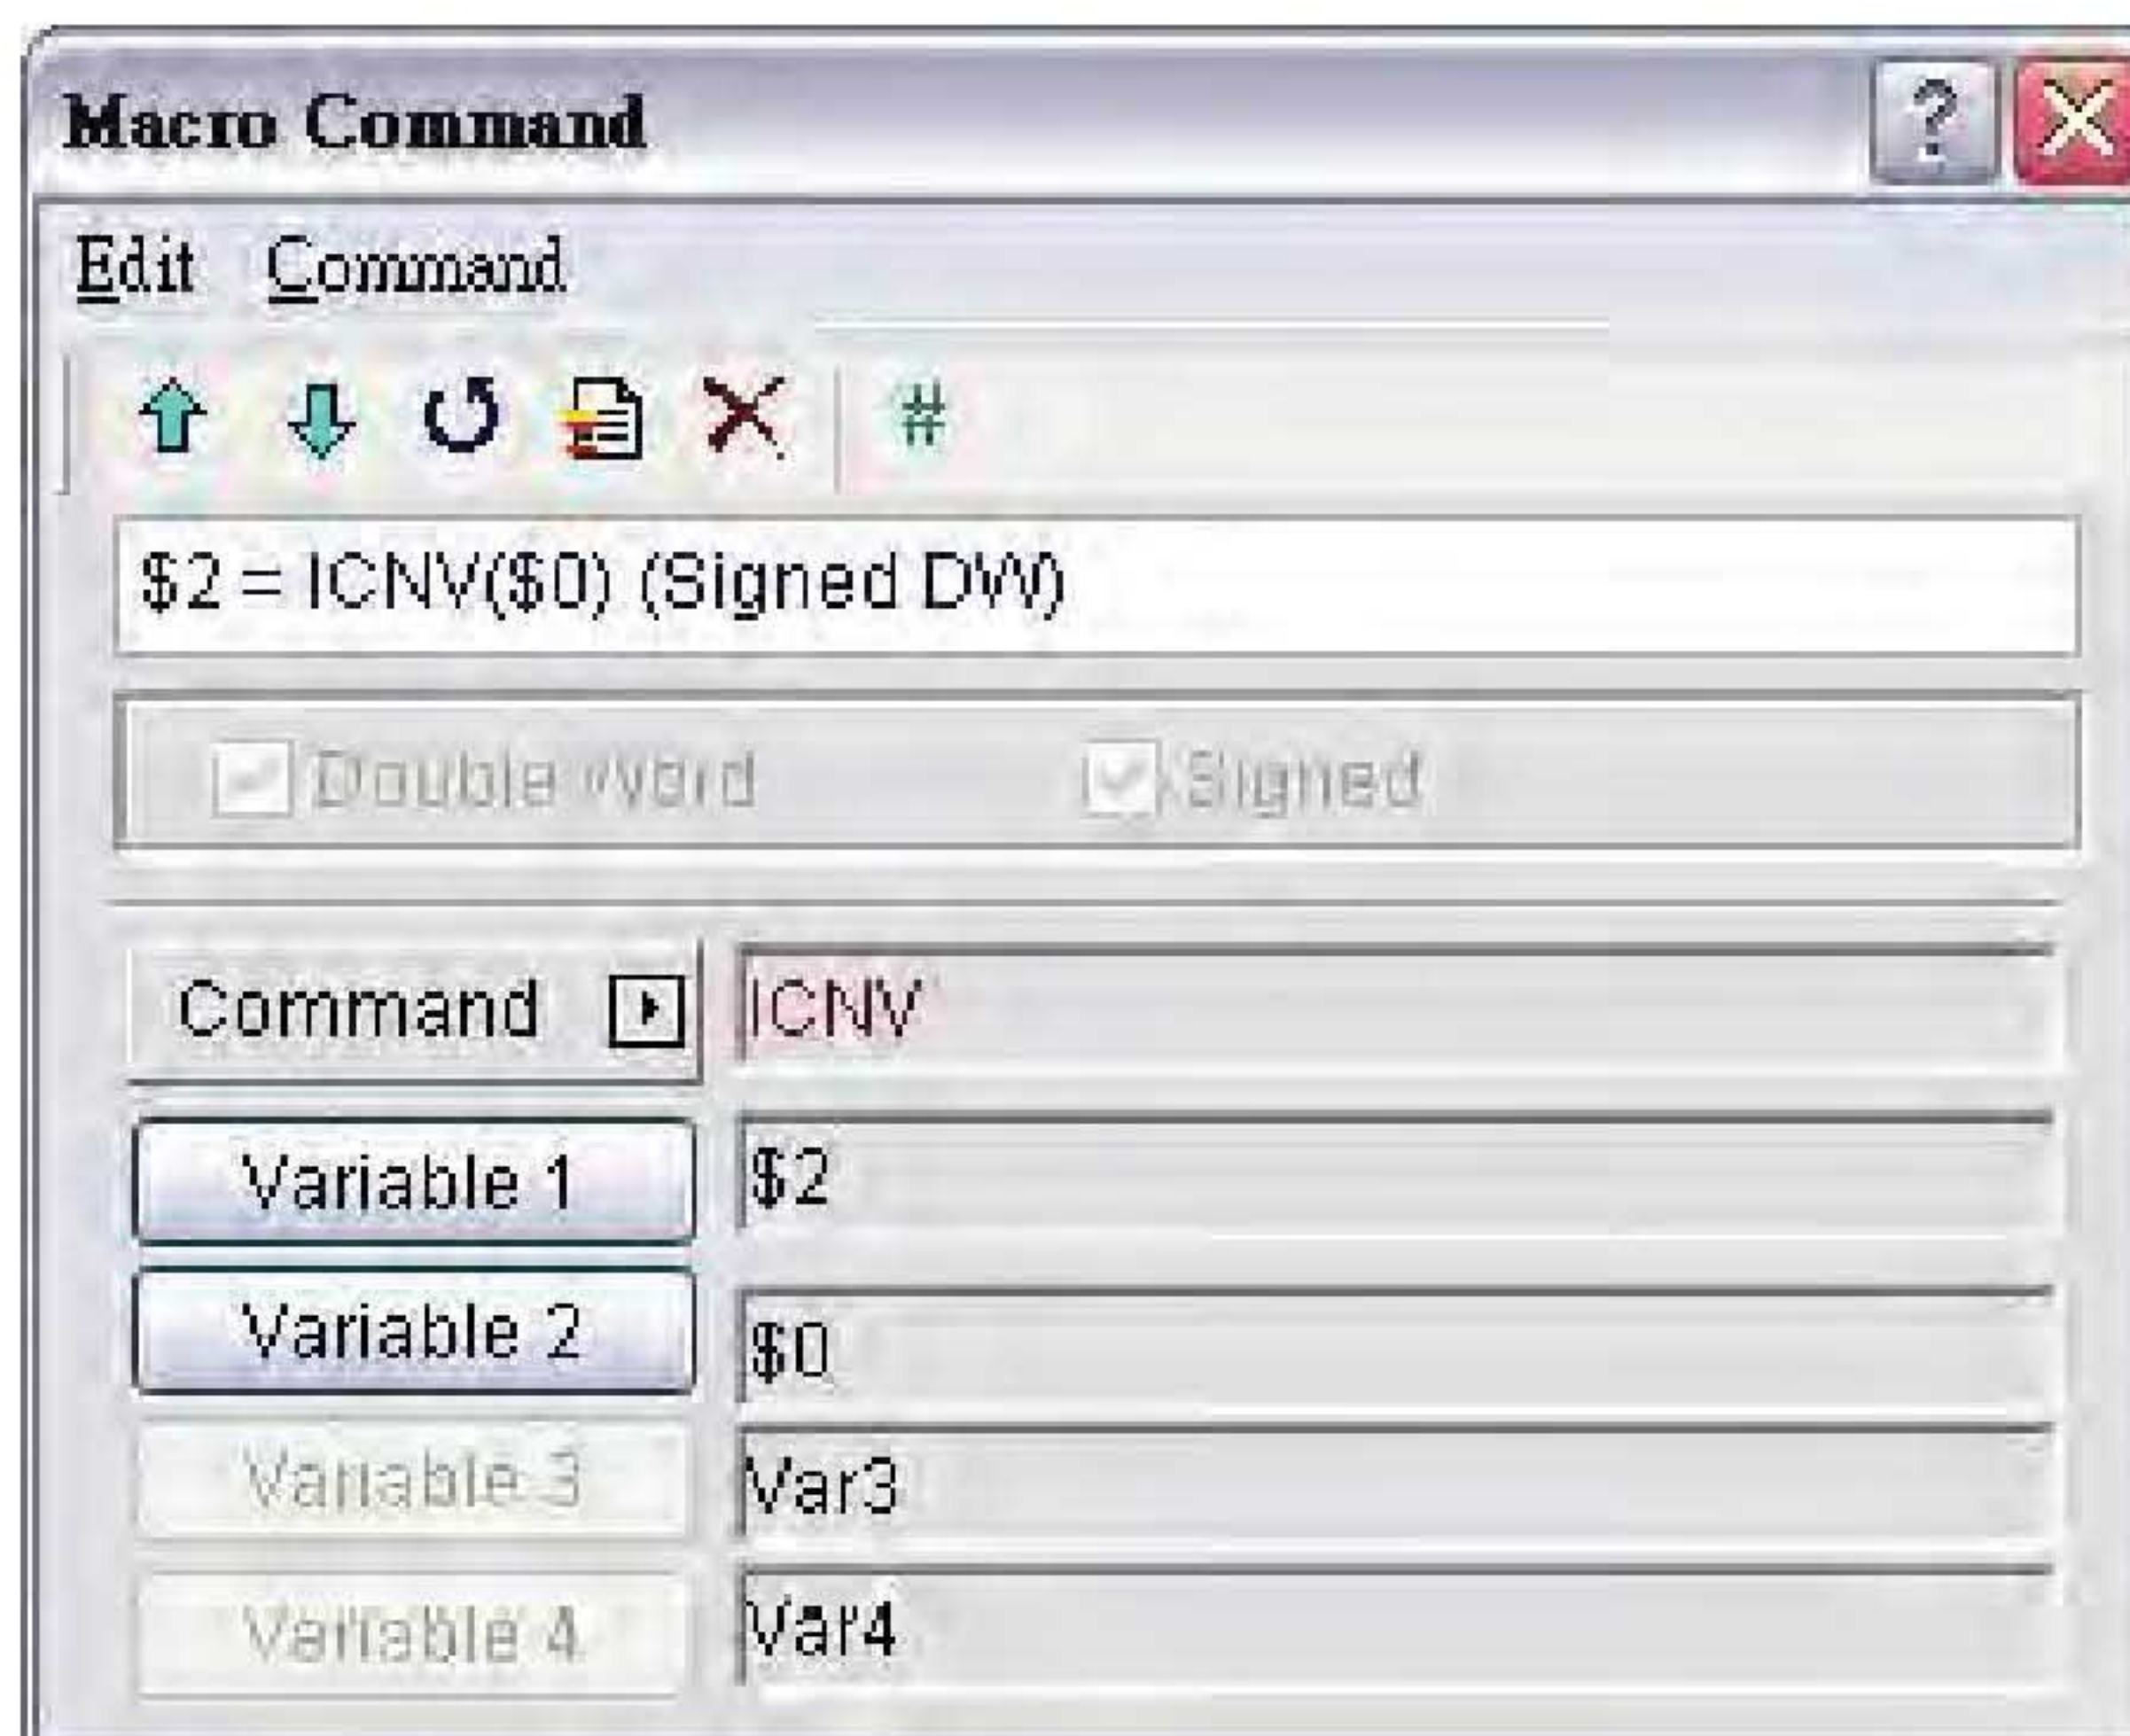 Macro Command ?
Edit Command
#
$2 = ICNV($0) (Signed DW)
Double Word Signed
Command ICNV
Variable 1 $2
Variable 2 $0
Variable 3 Var3
Variable 4 Var4